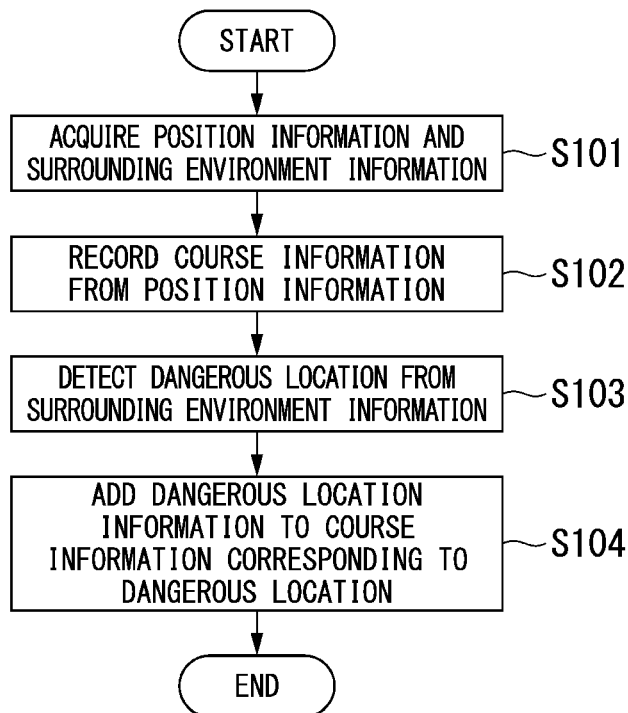 START
ACQUIRE POSITION INFORMATION AND
SURROUNDING ENVIRONMENT INFORMATION
S101
RECORD COURSE INFORMATION
FROM POSITION INFORMATION
S102
DETECT DANGEROUS LOCATION FROM
SURROUNDING ENVIRONMENT INFORMATION
S103
ADD DANGEROUS LOCATION
INFORMATION TO COURSE
INFORMATION CORRESPONDING TO
DANGEROUS LOCATION
S104
END